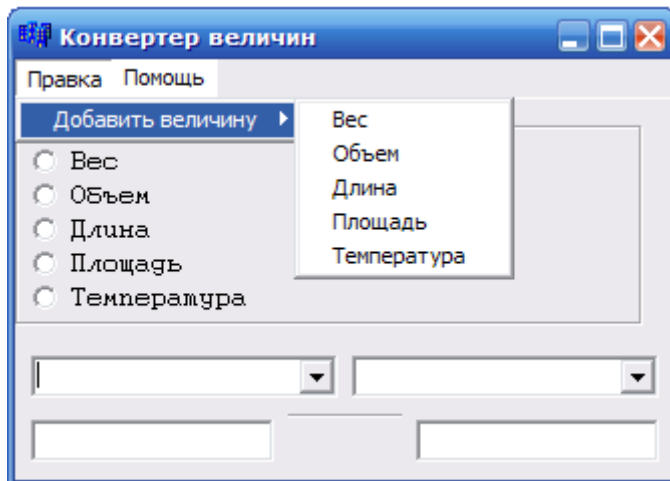 Конвертер величин
Правка Помощь
Добавить величину
Вес
Объем
Длина
Площадь
Температура
Вес
Объем
Длина
Площадь
Температура